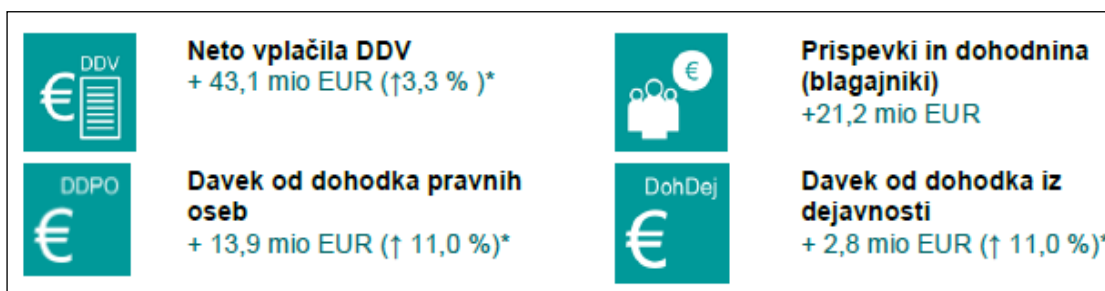 DDV
€
Neto vplačila DDV
+ 43,1 mio EUR (↑3,3 % )*
€
Prispevki in dohodnina
(blagajniki)
+21,2 mio EUR
DDPO
€
Davek od dohodka pravnih
oseb
+ 13,9 mio EUR (↑ 11,0 %)*
DohDej
€
Davek od dohodka iz
dejavnosti
+ 2,8 mio EUR (↑ 11,0 %)*